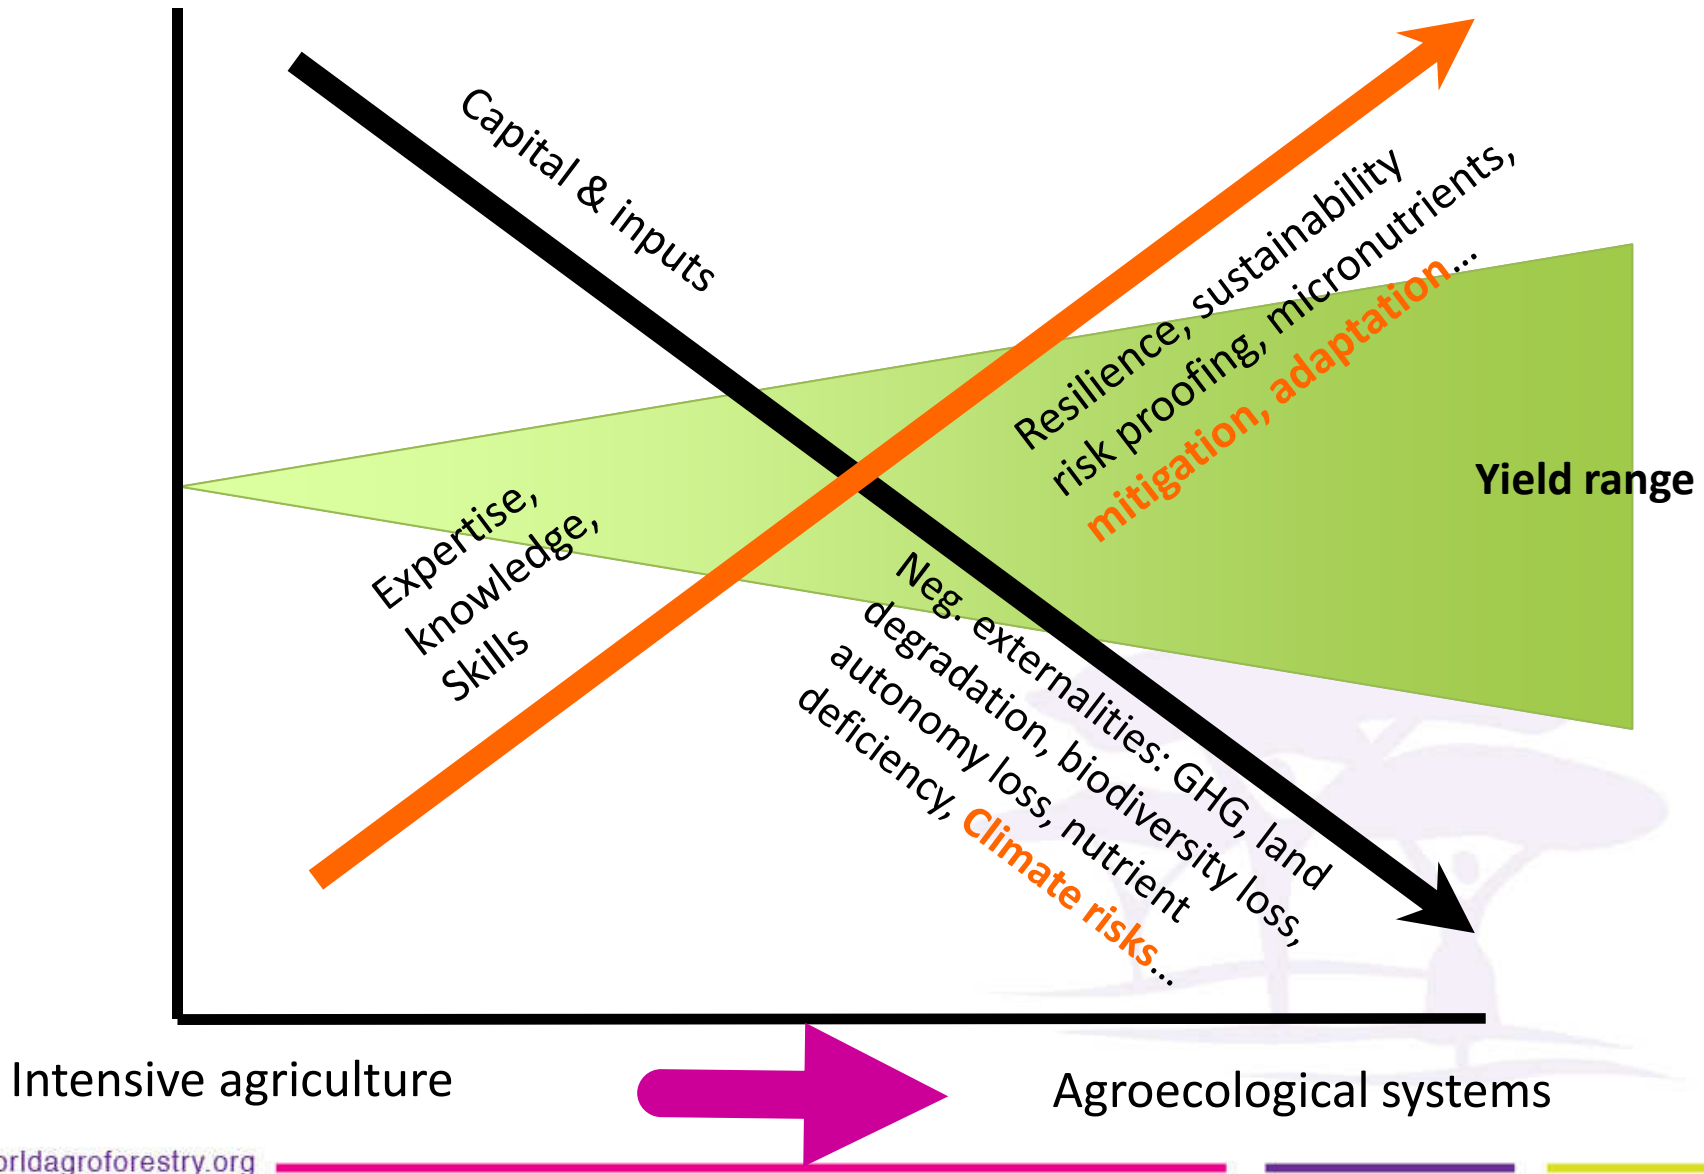 Capital & inputs
Resilience, sustainability
risk proofing, micronutrients,
mitigation, adaptation...
Yield range
Expertise,
knowledge,
Skills
Neg. externalities: GHG, land
degradation, biodiversity loss,
autonomy loss, nutrient
deficiency, Climate risks...
Intensive agriculture
Agroecological systems
orldagroforestry.org